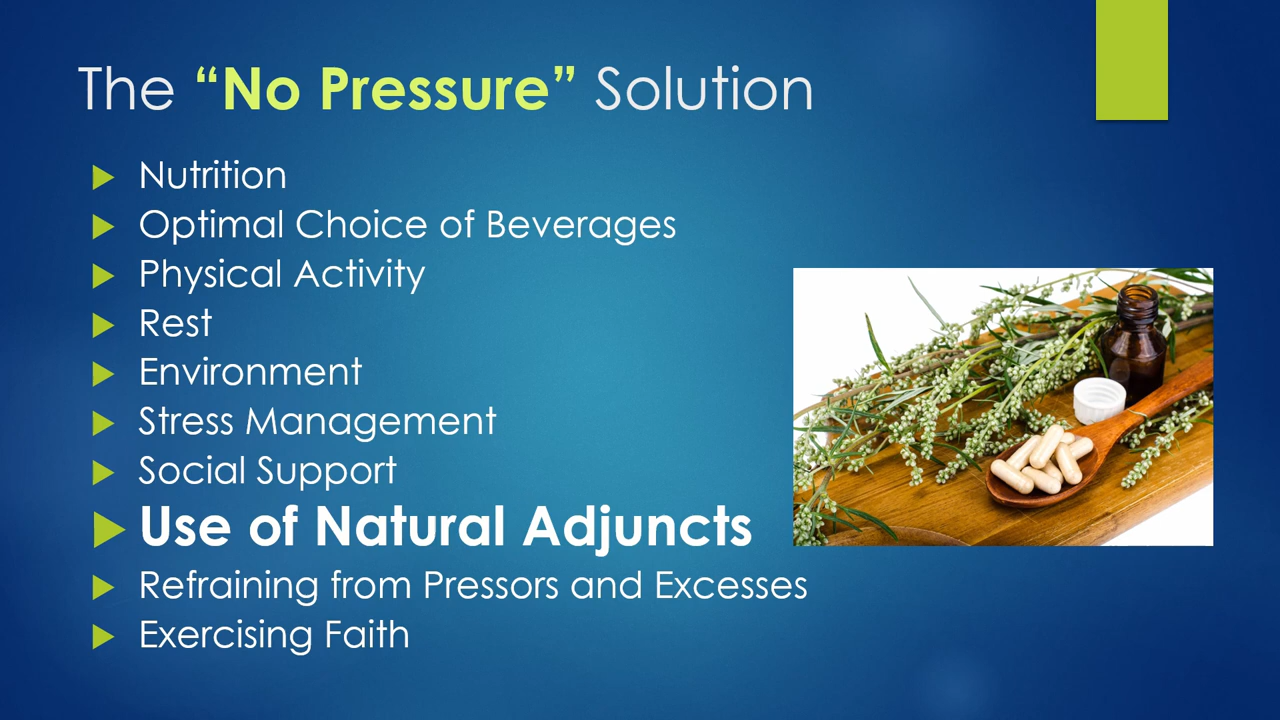 The “No Pressure” Solution
Nutrition
Optimal Choice of Beverages
Physical Activity
Rest
Environment
Stress Management
Social Support
Use of Natural Adjuncts
Refraining from Pressors and Excesses
Exercising Faith